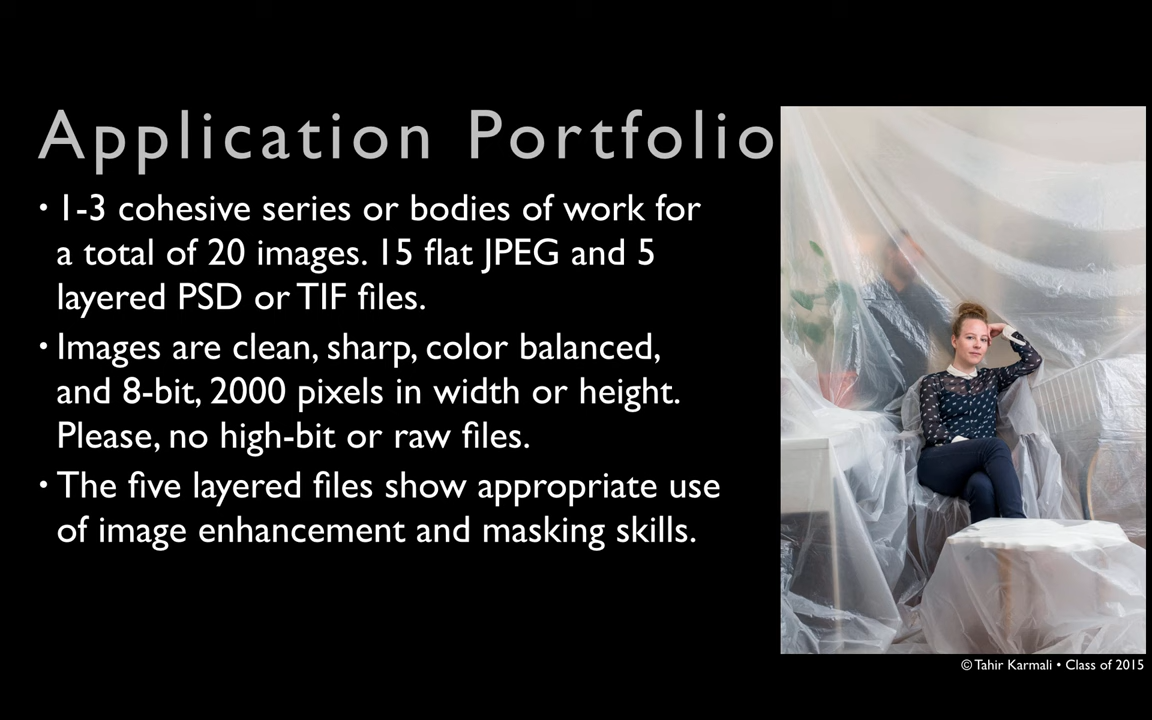 Application Portfolio
• 1-3 cohesive series or bodies of work for
a total of 20 images. 15 flat JPEG and 5
layered PSD or TIF files.
• Images are clean, sharp, color balanced,
and 8-bit, 2000 pixels in width or height.
Please, no high-bit or raw files.
• The five layered files show appropriate use
of image enhancement and masking skills.
© Tahir Karmali • Class of 2015